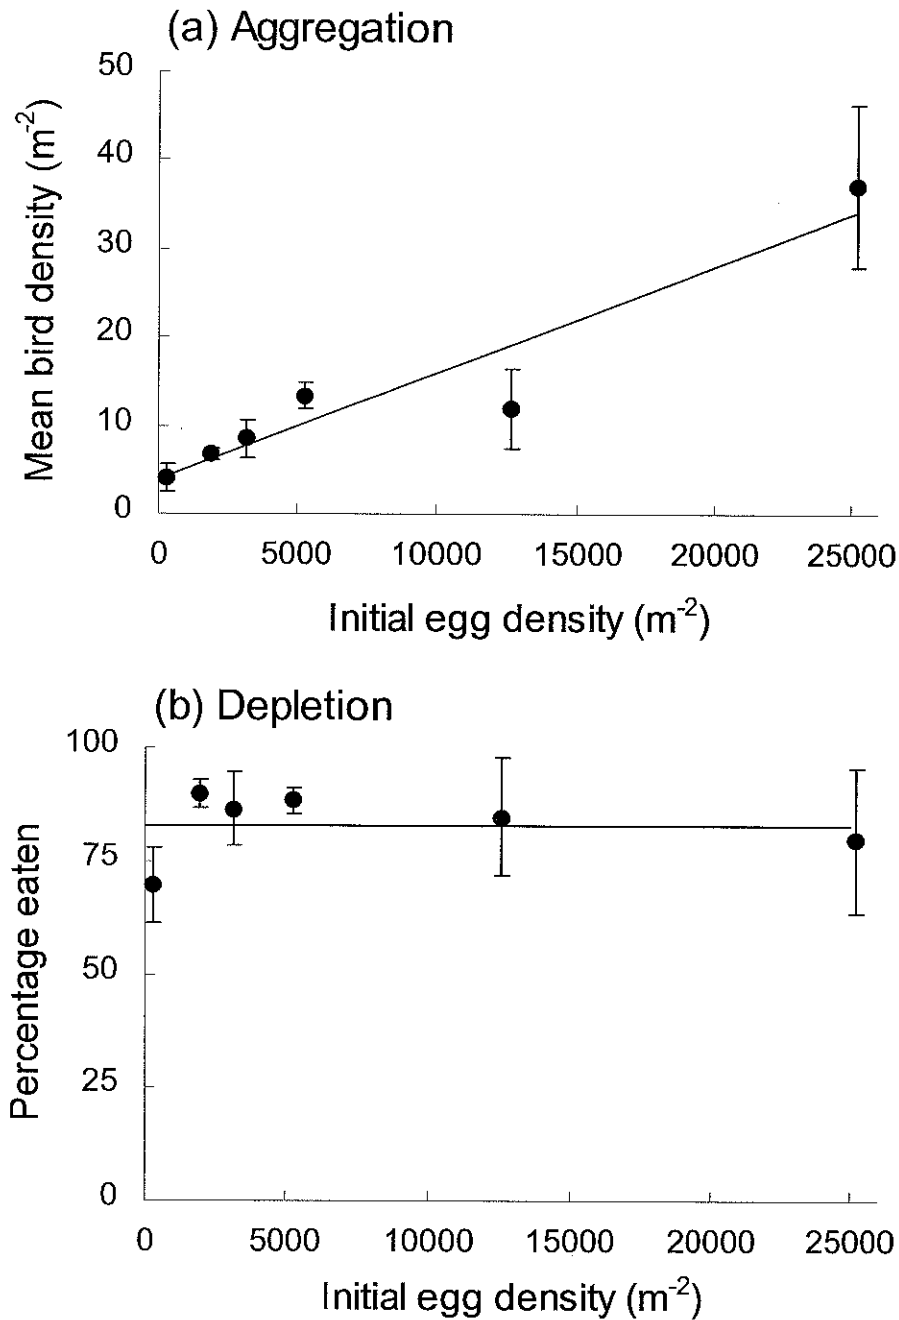 (a) Aggregation
50
40
30
20
10
0
Mean bird density (m⁻²)
0 5000 10000 15000 20000 25000
Initial egg density (m⁻²)
(b) Depletion
100
75
50
25
0
Percentage eaten
0 5000 10000 15000 20000 25000
Initial egg density (m⁻²)